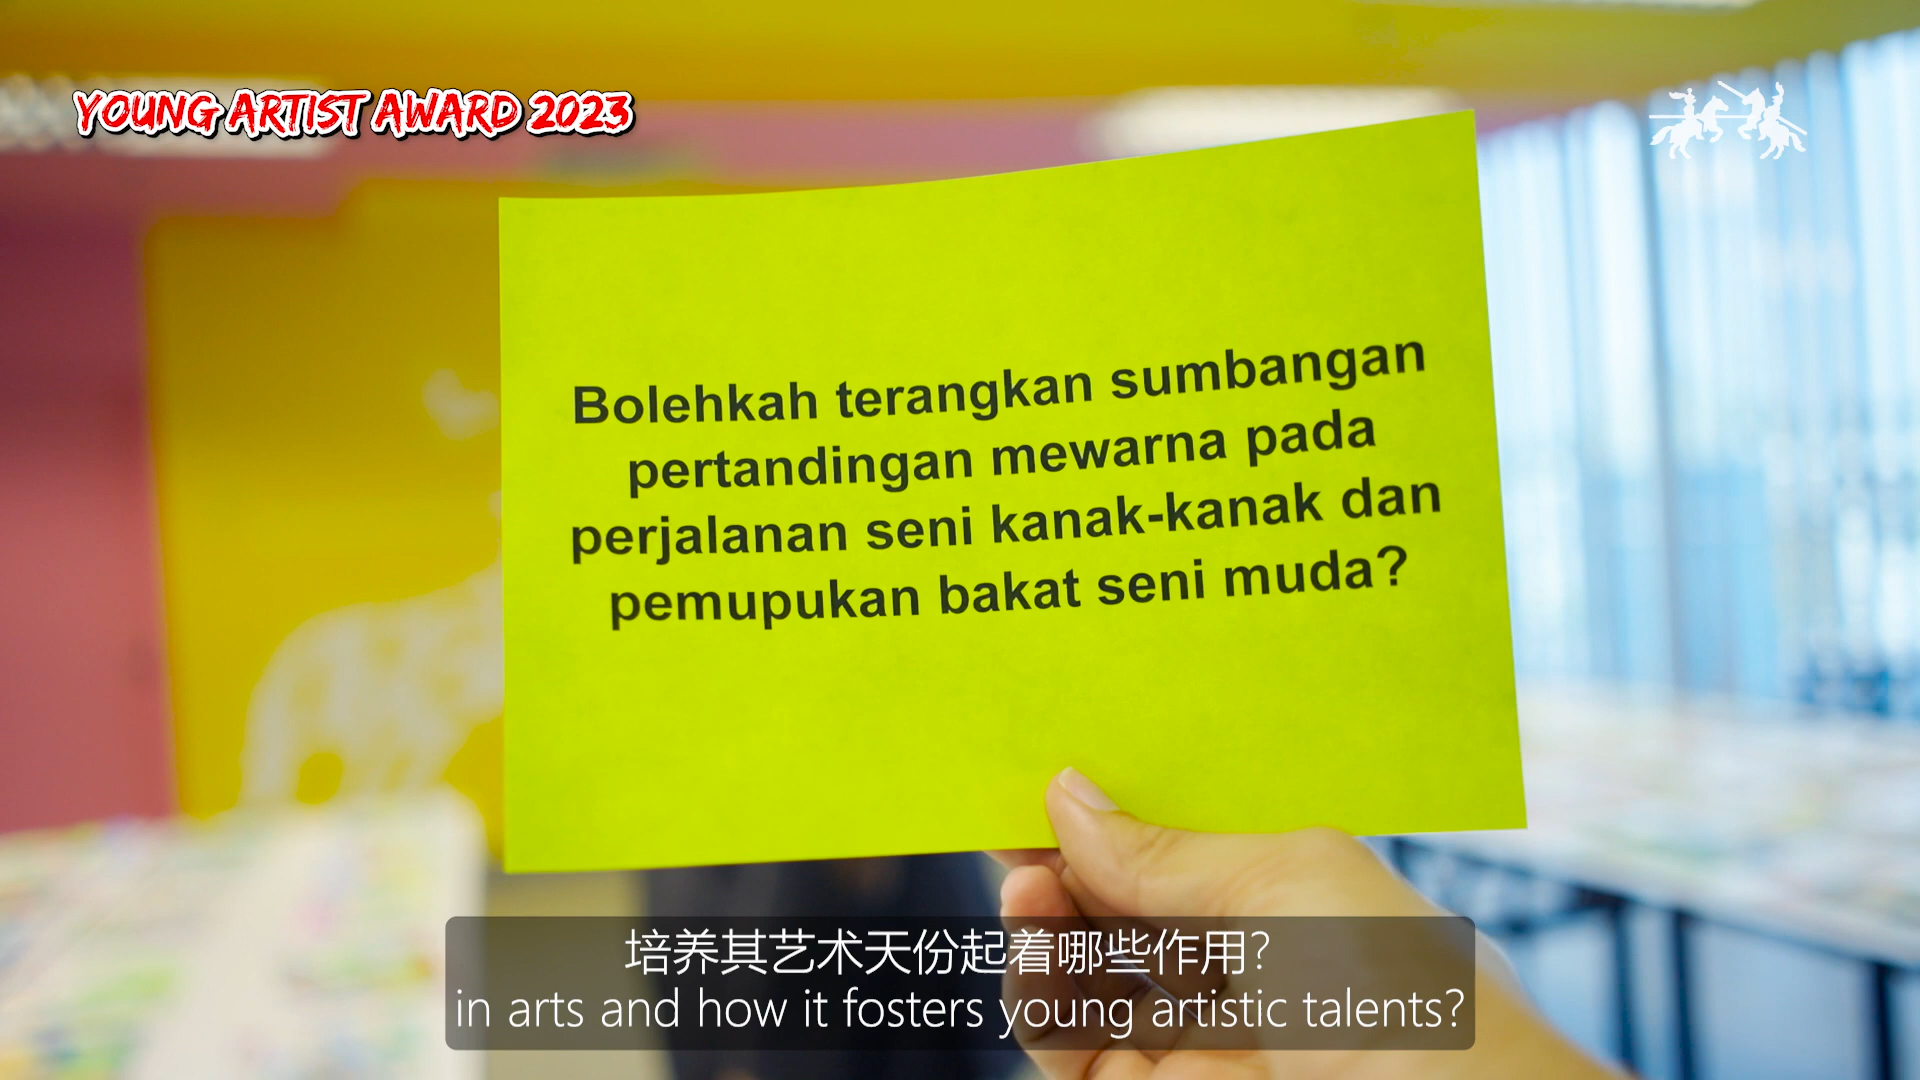 YOUNG ARTIST AWARD 2023
Bolehkah terangkan sumbangan
pertandingan mewarna pada
perjalanan seni kanak-kanak dan
pemupukan bakat seni muda?
培养其艺术天份起着哪些作用?
in arts and how it fosters young artistic talents?